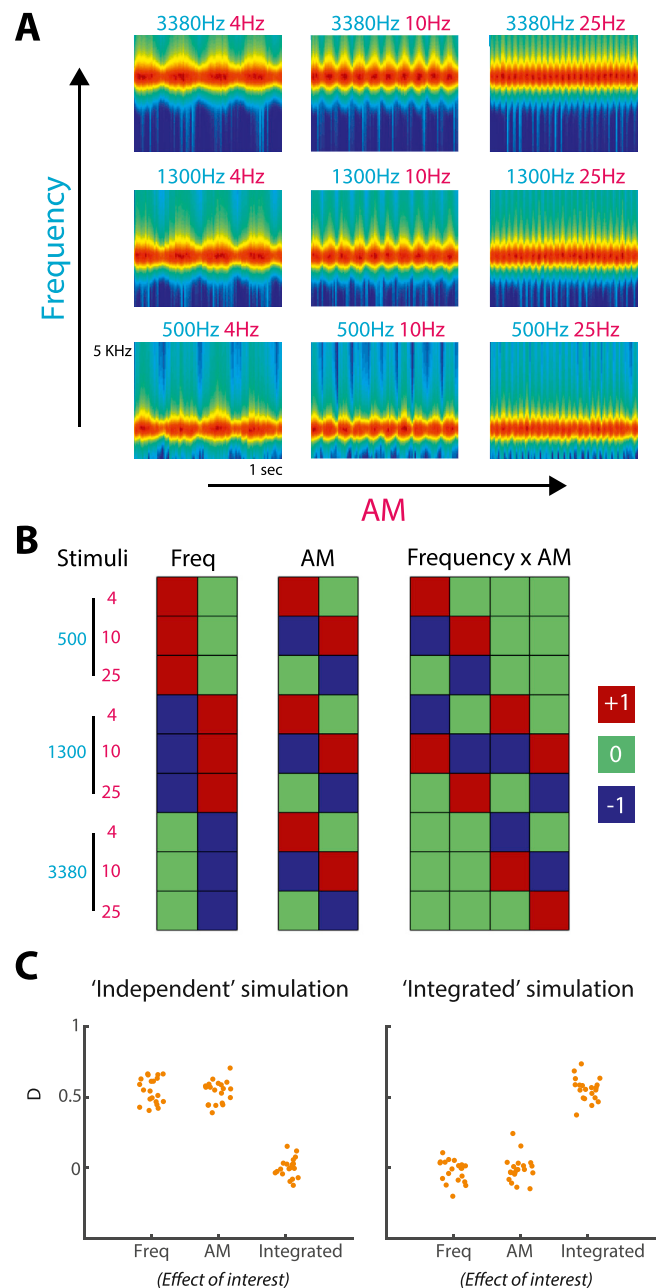 A
3380Hz 4Hz
3380Hz 10Hz
3380Hz 25Hz
1300Hz 4Hz
1300Hz 10Hz
1300Hz 25Hz
500Hz 4Hz
500Hz 10Hz
500Hz 25Hz
Frequency
5 KHz
1 sec
AM
B
Stimuli
Freq
AM
Frequency x AM
500
4
10
25
1300
4
10
25
3380
4
10
25
+1
0
-1
C
'Independent' simulation
'Integrated' simulation
D
1
0.5
0
Freq
AM
Integrated
Freq
AM
Integrated
(Effect of interest)
(Effect of interest)